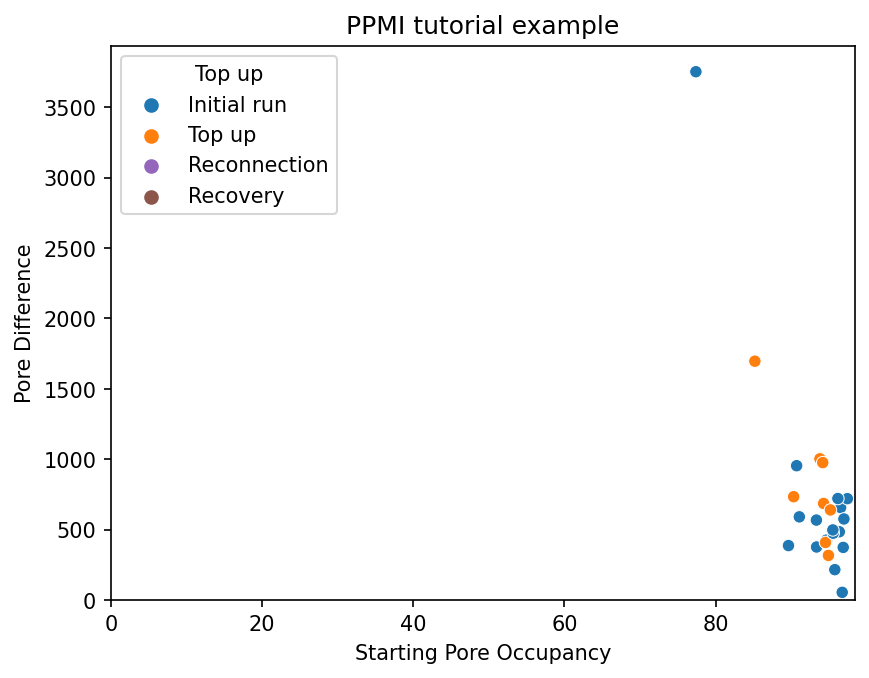 PPMI tutorial example
Top up
Initial run
Top up
Reconnection
Recovery
3500
3000
2500
2000
1500
1000
500
0
Pore Difference
0 20 40 60 80
Starting Pore Occupancy